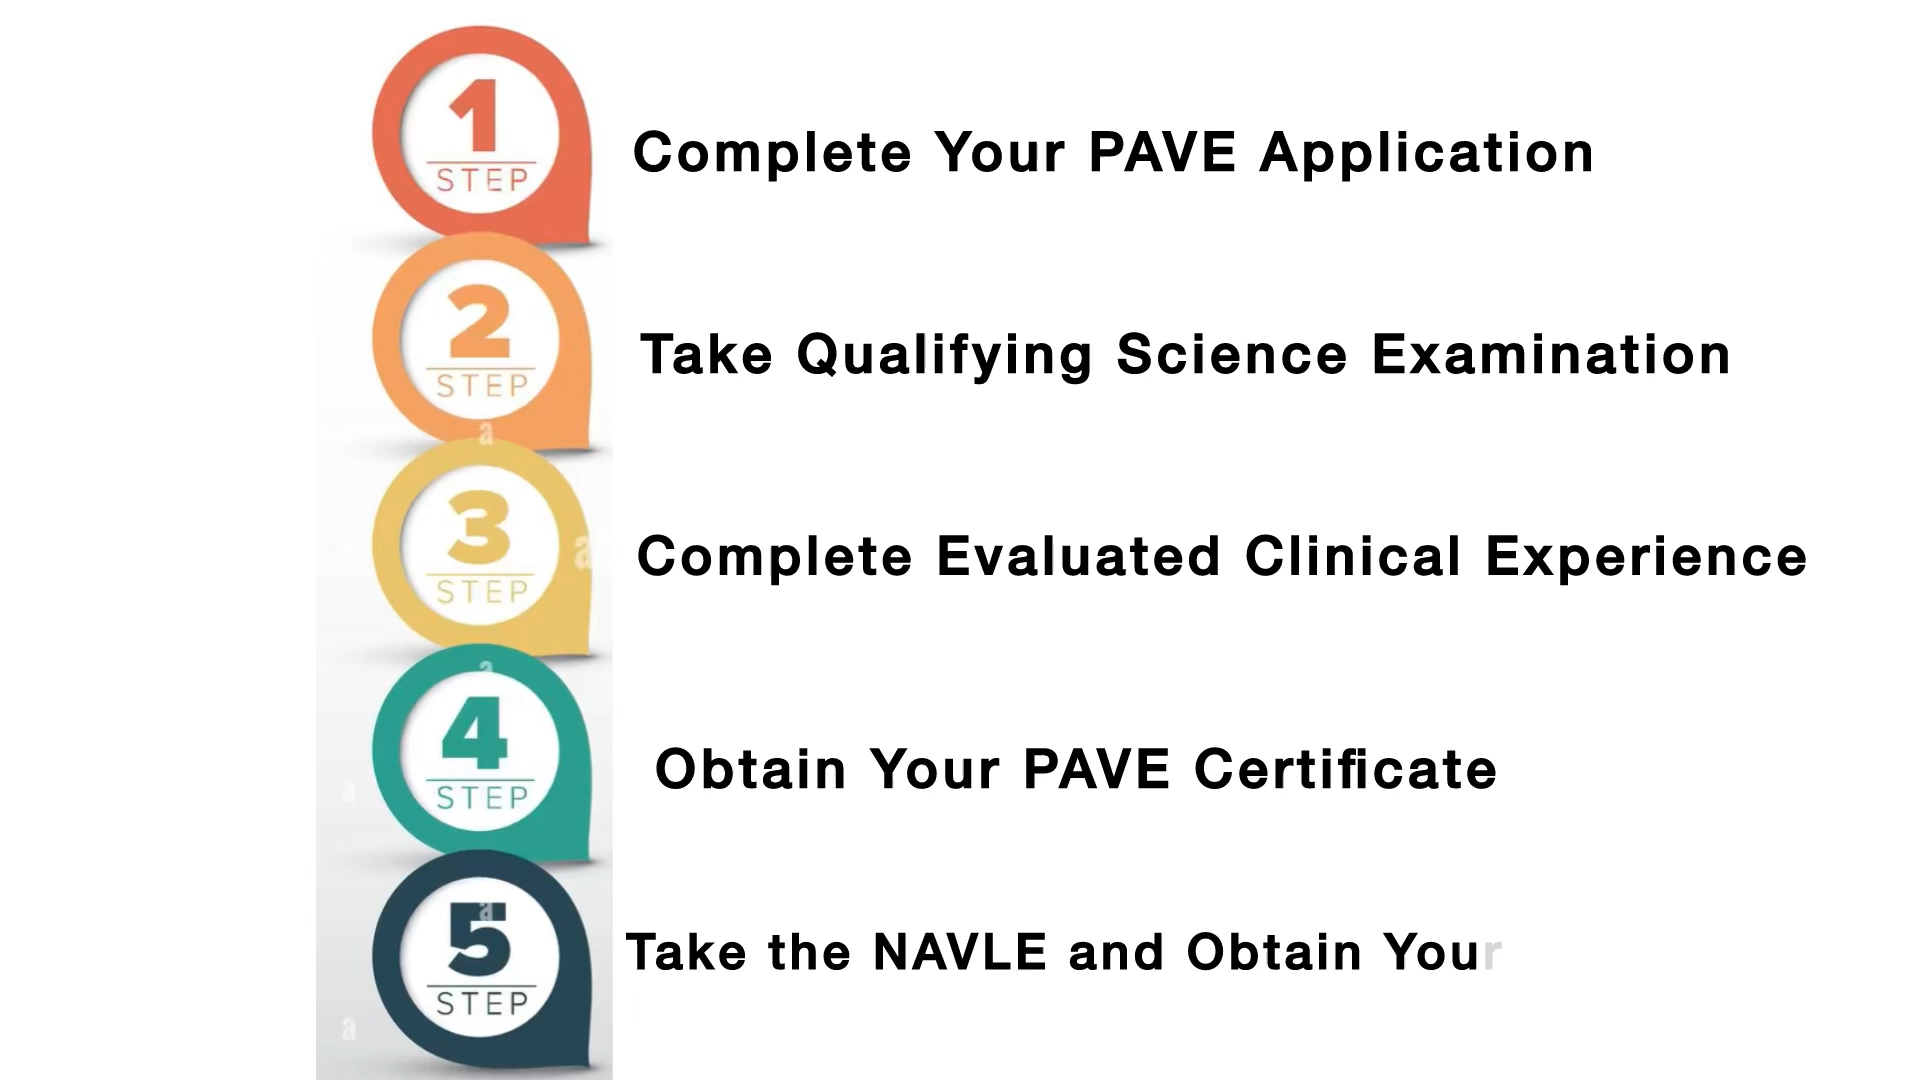 1
STEP
Complete Your PAVE Application
2
STEP
Take Qualifying Science Examination
a
3
STEP
Complete Evaluated Clinical Experience
a
a
4
STEP
Obtain Your PAVE Certificate
a
5
STEP
Take the NAVLE and Obtain Your
a
a